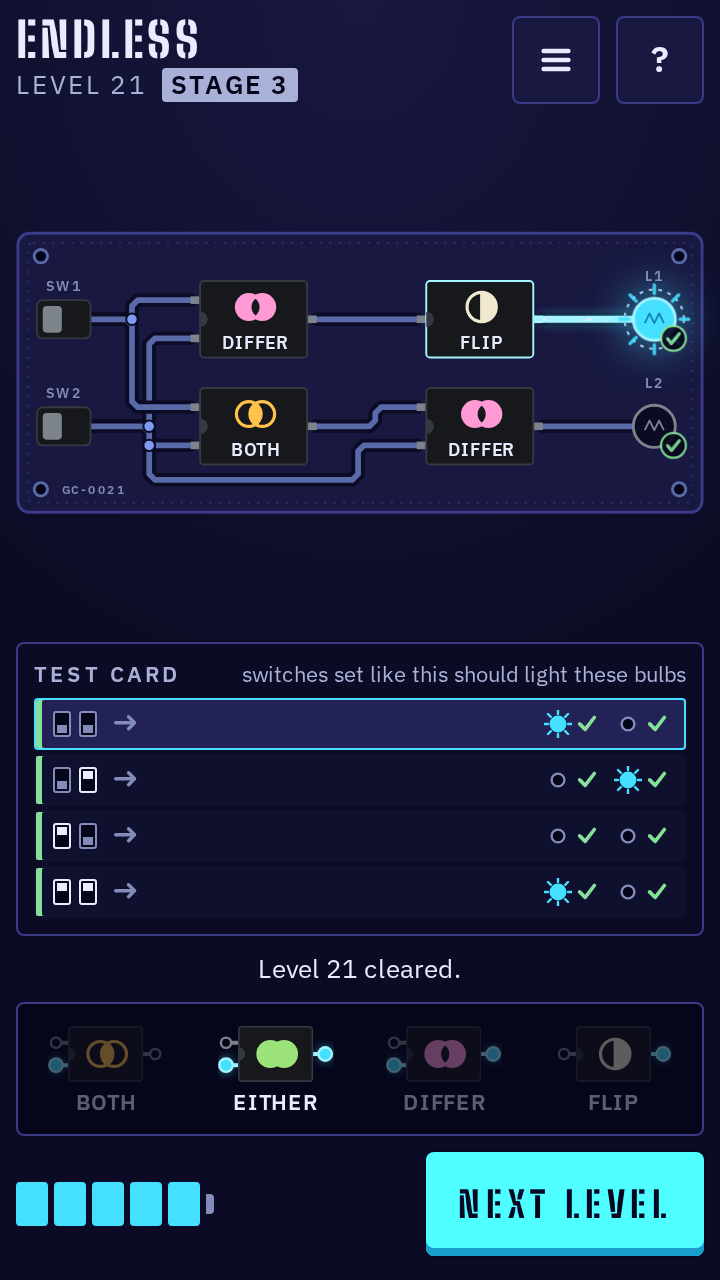 ENDLESS
LEVEL 21 STAGE 3
?
SW1
L1
DIFFER
FLIP
SW2
L2
BOTH
DIFFER
GC-0021
TEST CARD
switches set like this should light these bulbs
Level 21 cleared.
BOTH
EITHER
DIFFER
FLIP
NEXT LEVEL